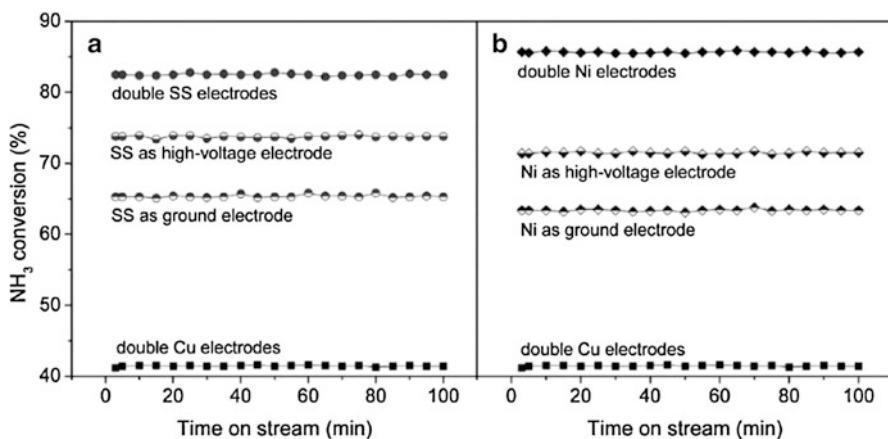 NH₃ conversion (%)
90
80
70
60
50
40
a
double SS electrodes
SS as high-voltage electrode
SS as ground electrode
double Cu electrodes
0 20 40 60 80 100
Time on stream (min)
b
double Ni electrodes
Ni as high-voltage electrode
Ni as ground electrode
double Cu electrodes
0 20 40 60 80 100
Time on stream (min)